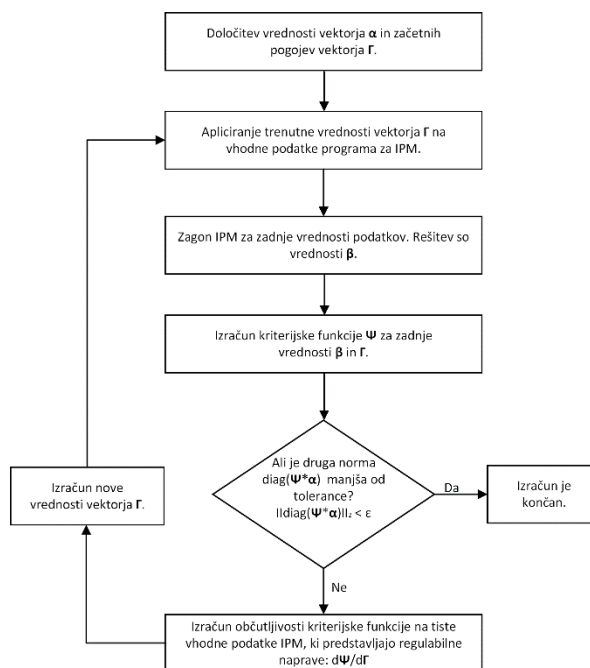 Določitev vrednosti vektorja α in začetnih
pogojev vektorja Γ.
Apliciranje trenutne vrednosti vektorja Γ na
vhodne podatke programa za IPM.
Zagon IPM za zadnje vrednosti podatkov. Rešitev so
vrednosti β.
Izračun kriterijske funkcije Ψ za zadnje
vrednosti β in Γ.
Ali je druga norma
diag(Ψ*α) manjša od
tolerance?
IIdiag(Ψ*α)II₂ < ε
Da
Izračun je
končan.
Izračun nove
vrednosti vektorja Γ.
Ne
Izračun občutljivosti kriterijske funkcije na tiste
vhodne podatke IPM, ki predstavljajo regulabilne
naprave: dΨ/dΓ